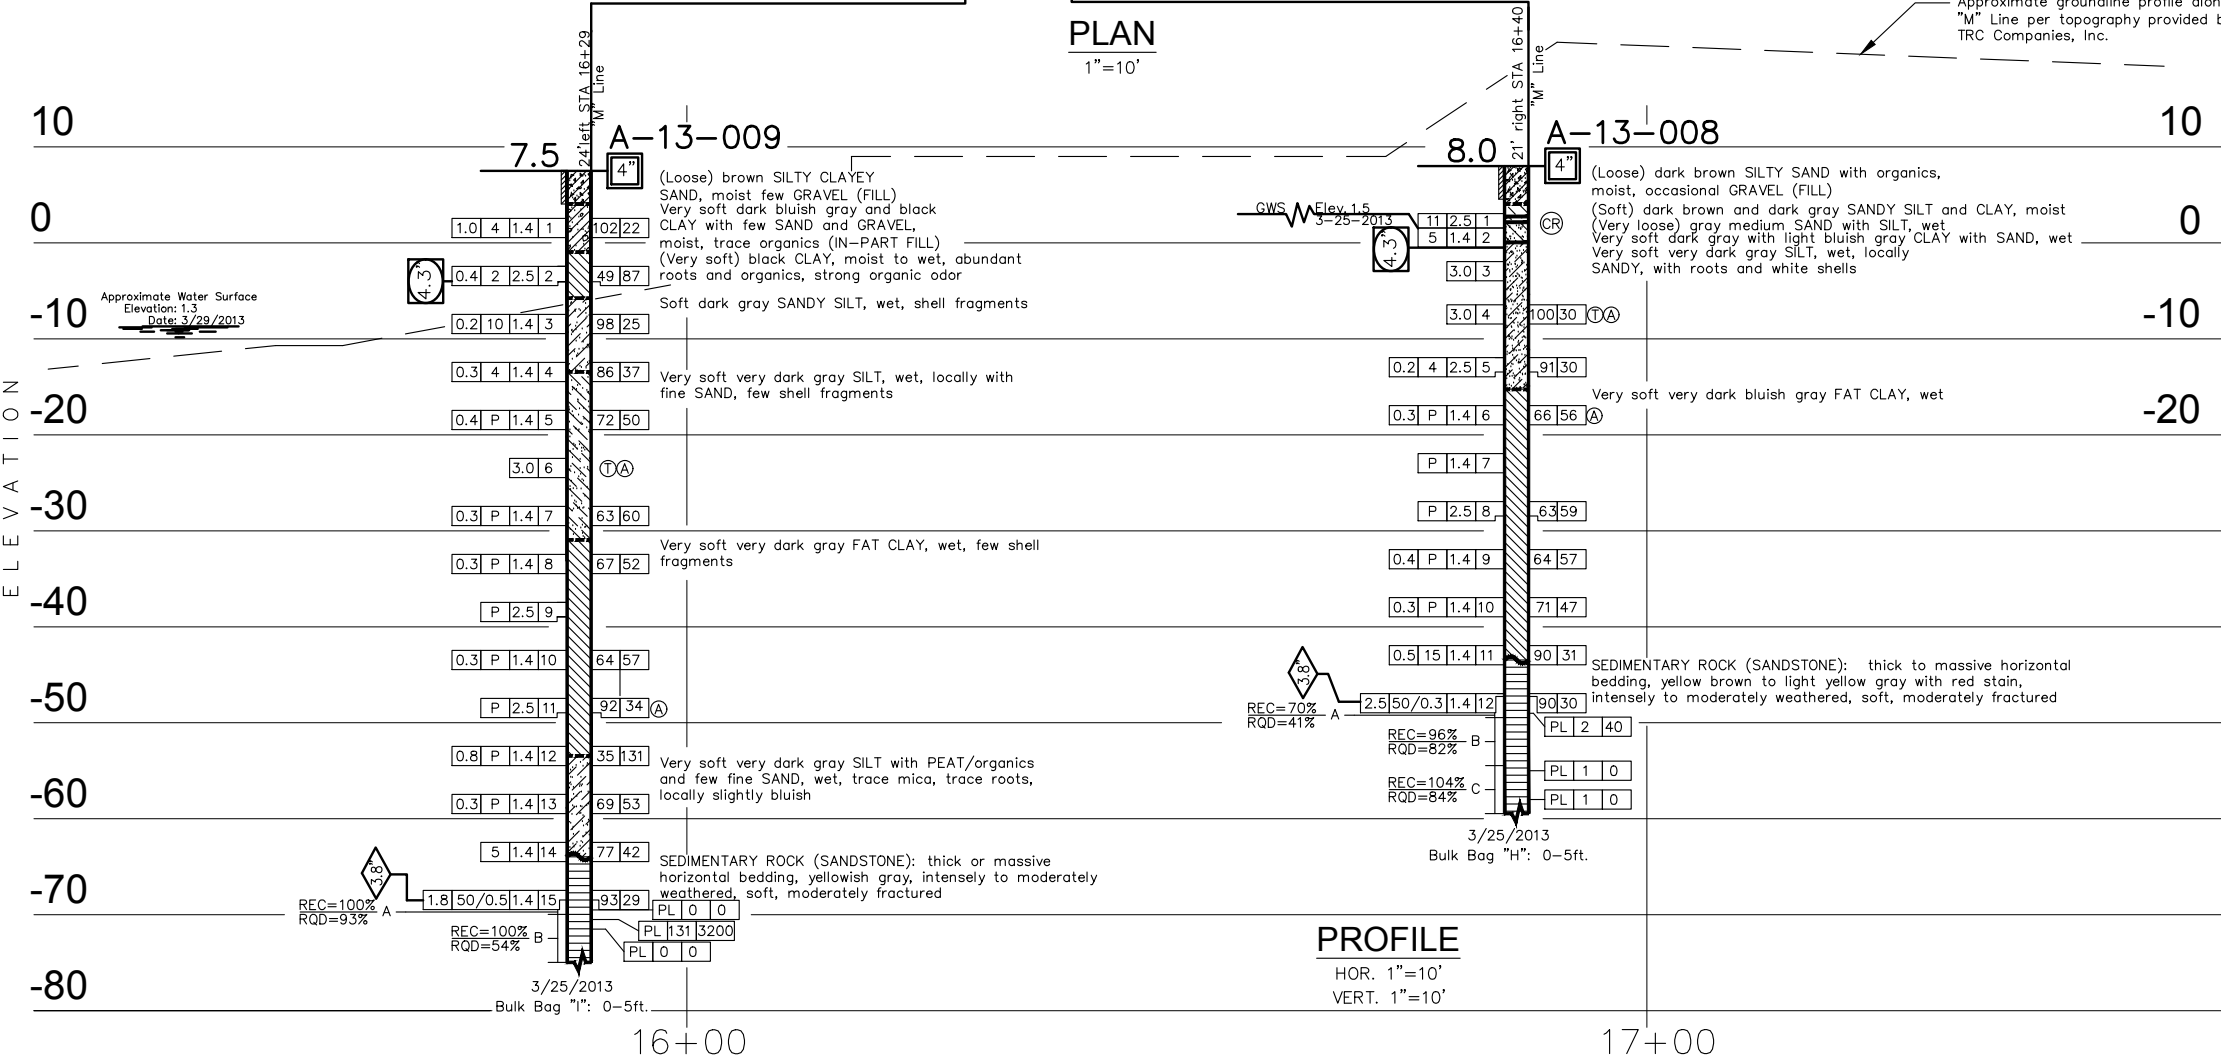 PLAN
1"=10'
Approximate groundline profile alon
"M" Line per topography provided b
TRC Companies, Inc.
24' left STA 16+29
"M" Line
21' right STA 16+40
"M" Line
10
10
0
0
-10
-10
-20
-20
-30
-40
-50
-60
-70
-80
ELEVATION
Approximate Water Surface
Elevation: 1.3
Date: 3/29/2013
7.5
A-13-009
4"
(Loose) brown SILTY CLAYEY
SAND, moist few GRAVEL (FILL)
Very soft dark bluish gray and black
CLAY with few SAND and GRAVEL,
moist, trace organics (IN-PART FILL)
(Very soft) black CLAY, moist to wet, abundant
roots and organics, strong organic odor
Soft dark gray SANDY SILT, wet, shell fragments
Very soft very dark gray SILT, wet, locally with
fine SAND, few shell fragments
Very soft very dark gray FAT CLAY, wet, few shell
fragments
Very soft very dark gray SILT with PEAT/organics
and few fine SAND, wet, trace mica, trace roots,
locally slightly bluish
SEDIMENTARY ROCK (SANDSTONE): thick or massive
horizontal bedding, yellowish gray, intensely to moderately
weathered, soft, moderately fractured
1.0 4 1.4 1 102 22
4.3"
0.4 2 2.5 2 49 87
0.2 10 1.4 3 98 25
0.3 4 1.4 4 86 37
0.4 P 1.4 5 72 50
3.0 6 T A
0.3 P 1.4 7 63 60
0.3 P 1.4 8 67 52
P 2.5 9
0.3 P 1.4 10 64 57
P 2.5 11 92 34 A
0.8 P 1.4 12 35 131
0.3 P 1.4 13 69 53
5 1.4 14 77 42
3.8"
1.8 50/0.5 1.4 15 93 29
REC=100%
RQD=93% A
PL 0 0
PL 131 3200
REC=100%
RQD=54% B
PL 0 0
3/25/2013
Bulk Bag "I": 0-5ft.
8.0
A-13-008
4"
(Loose) dark brown SILTY SAND with organics,
moist, occasional GRAVEL (FILL)
(Soft) dark brown and dark gray SANDY SILT and CLAY, moist
(Very loose) gray medium SAND with SILT, wet
Very soft dark gray with light bluish gray CLAY with SAND, wet
Very soft very dark gray SILT, wet, locally
SANDY, with roots and white shells
Very soft very dark bluish gray FAT CLAY, wet
SEDIMENTARY ROCK (SANDSTONE): thick to massive horizontal
bedding, yellow brown to light yellow gray with red stain,
intensely to moderately weathered, soft, moderately fractured
GWS Elev. 1.5
3-25-2013
11 2.5 1 CR
5 1.4 2
4.3"
3.0 3
3.0 4 100 30 T A
0.2 4 2.5 5 91 30
0.3 P 1.4 6 66 56 A
P 1.4 7
P 2.5 8 63 59
0.4 P 1.4 9 64 57
0.3 P 1.4 10 71 47
0.5 15 1.4 11 90 31
3.8"
2.5 50/0.3 1.4 12 90 30
REC=70%
RQD=41% A
PL 2 40
REC=96%
RQD=82% B
PL 1 0
REC=104%
RQD=84% C
PL 1 0
3/25/2013
Bulk Bag "H": 0-5ft.
PROFILE
HOR. 1"=10'
VERT. 1"=10'
16+00
17+00